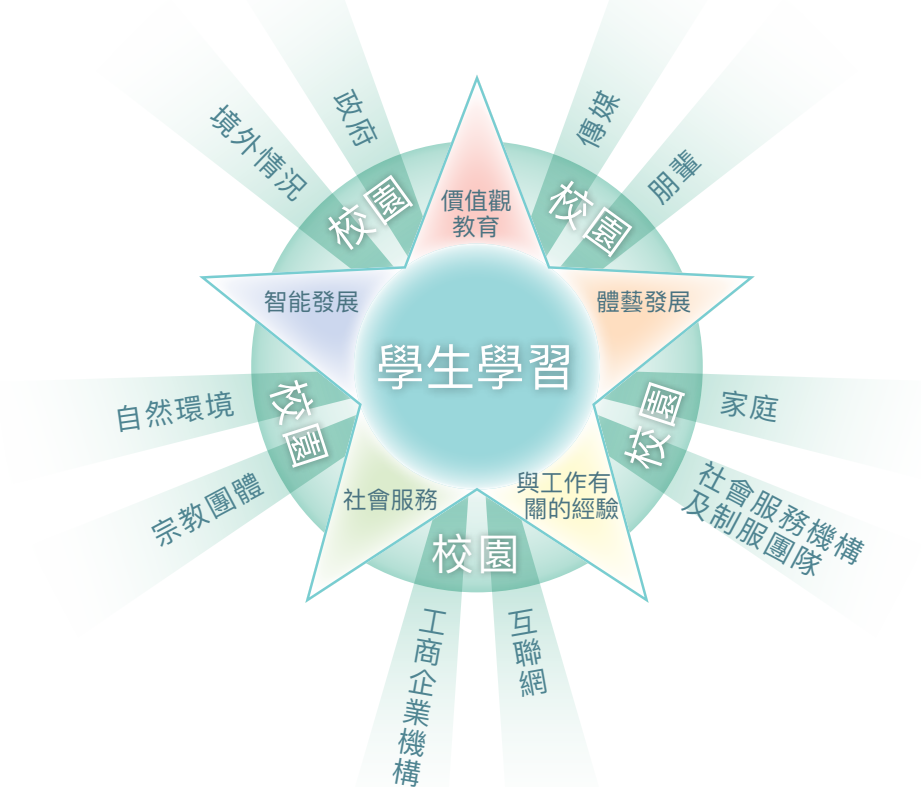 政府
傳媒
境外情況
朋輩
校園
校園
價值觀
教育
智能發展
體藝發展
學生學習
自然環境
校園
校園
家庭
宗教團體
社會服務
與工作有
關的經驗
社會服務機構
及制服團隊
校園
工商企業機構
互聯網